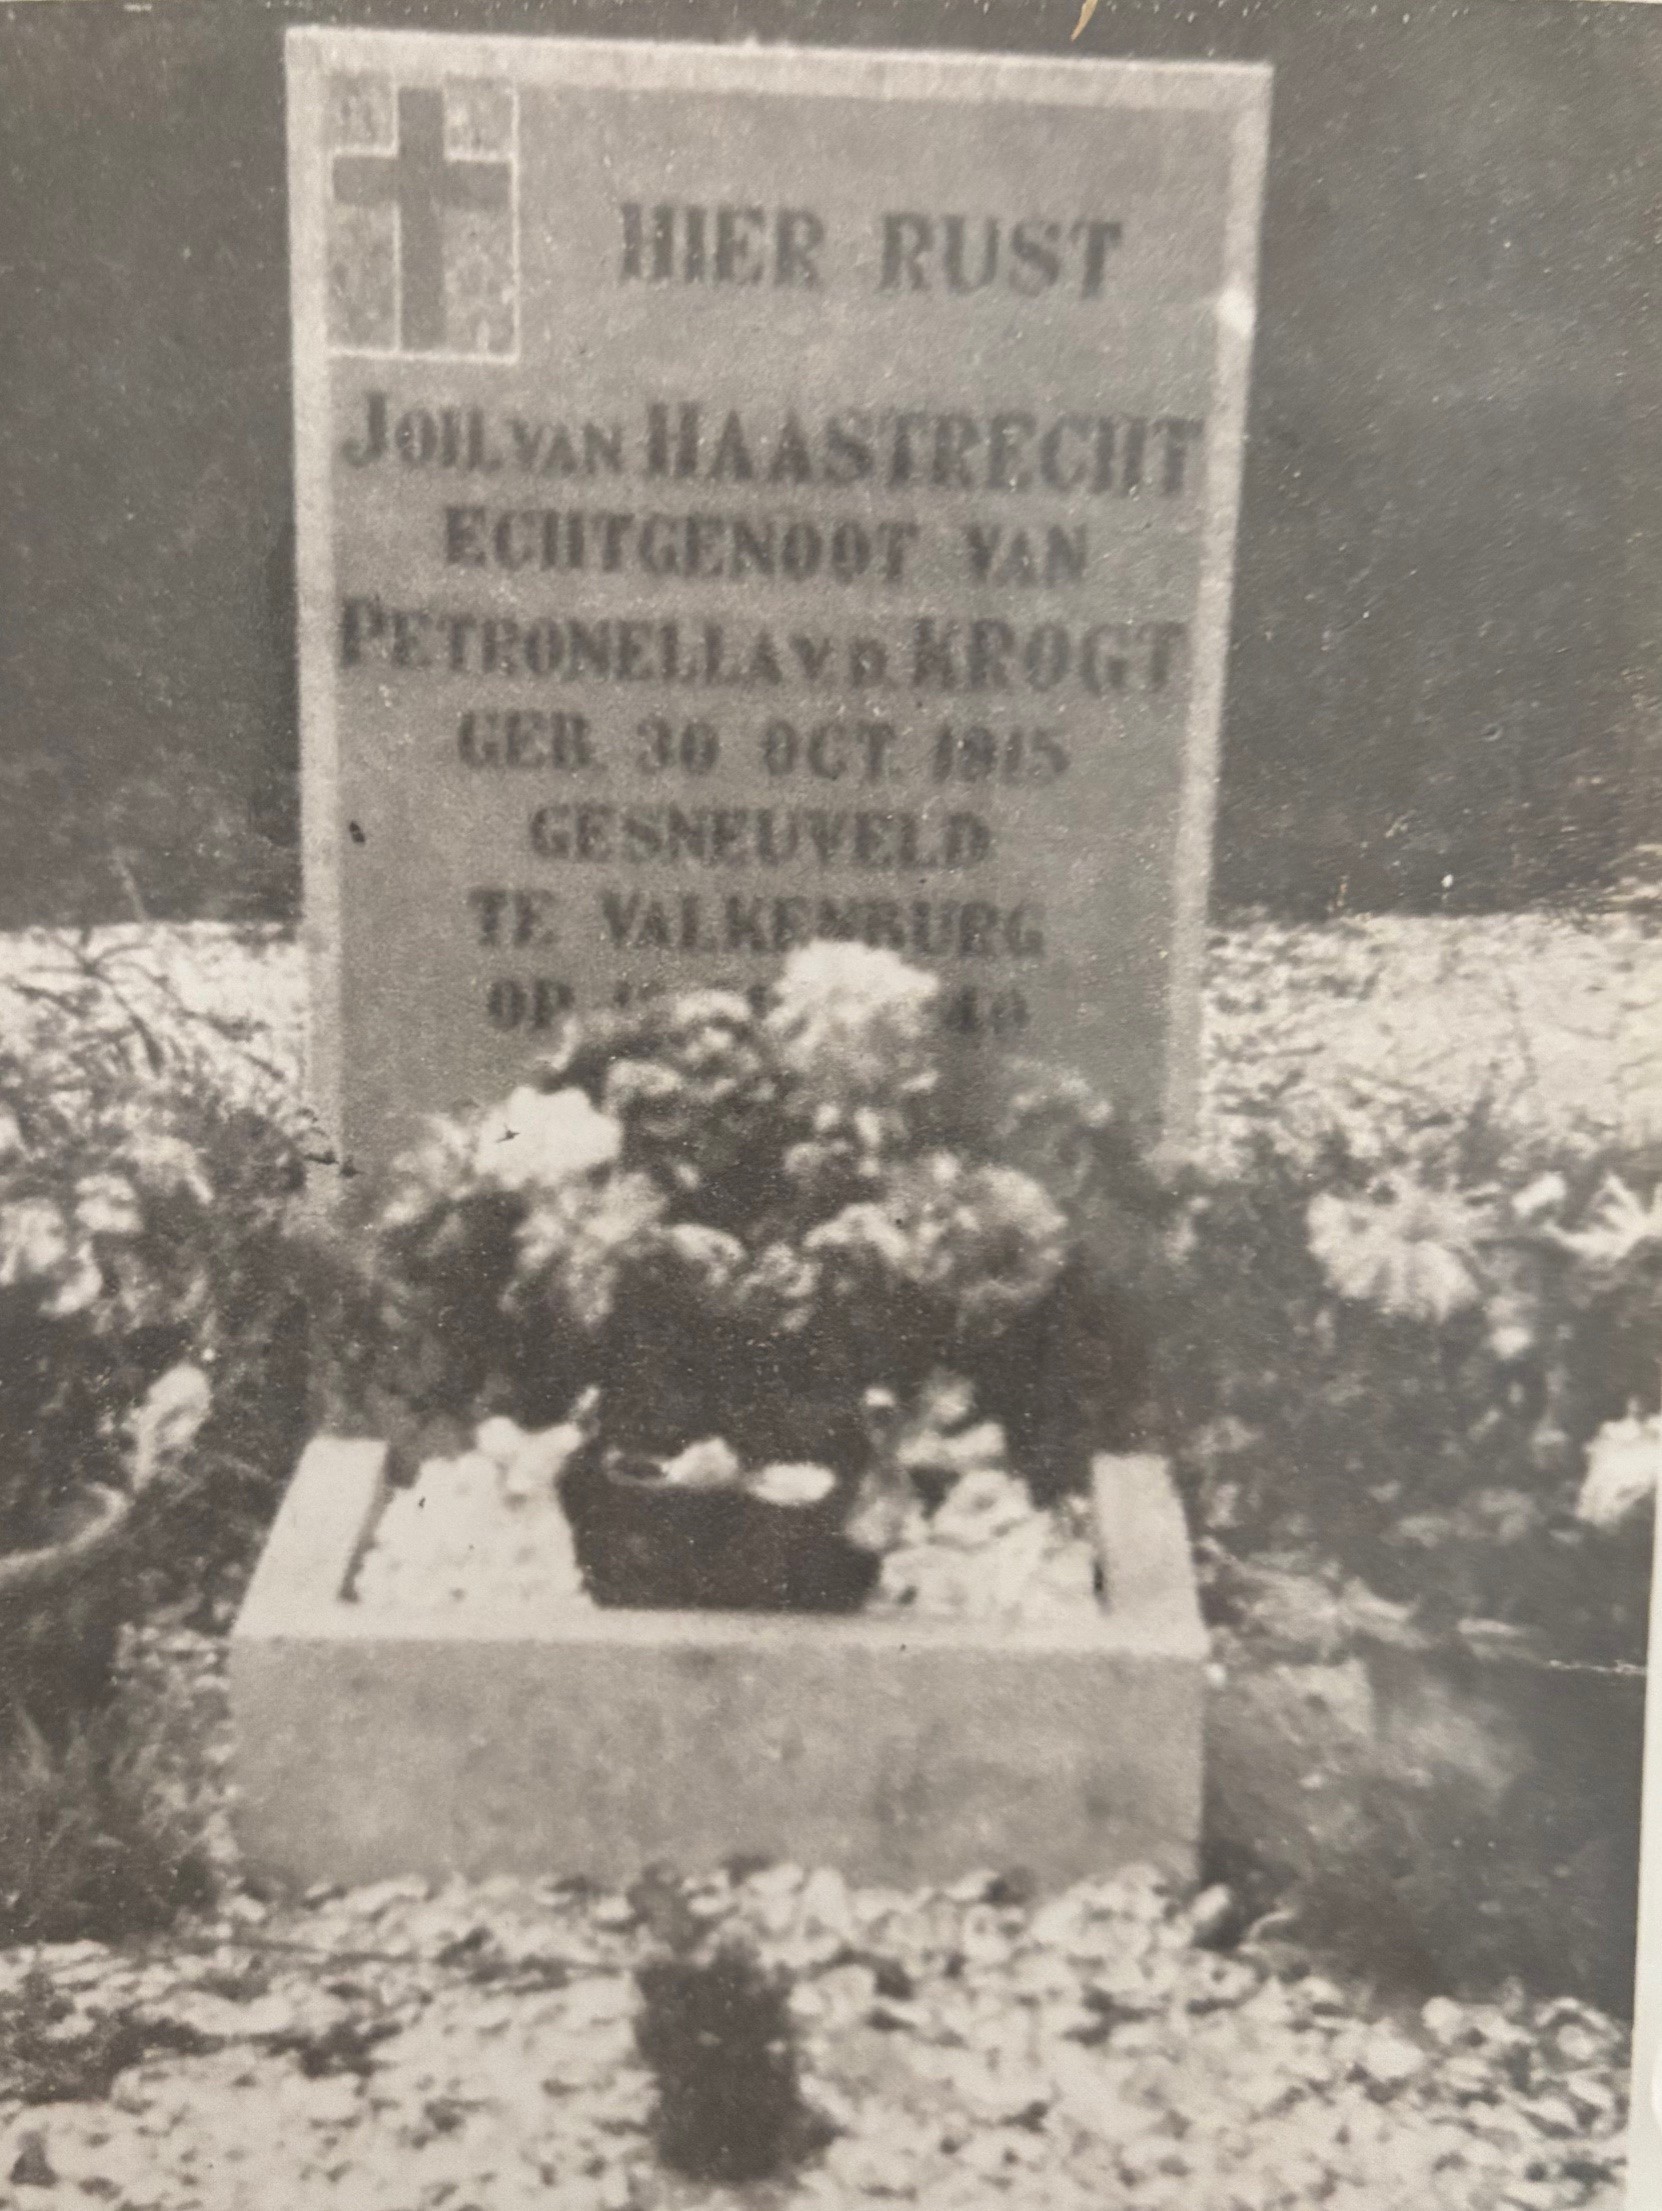 HIER RUST
JOH. VAN HAASTRECHT
ECHTGENOOT VAN
PETRONELLA V D. KROGT
GEB. 30 OCT. 1915
GESNEUVELD
TE VALKENBURG
OP